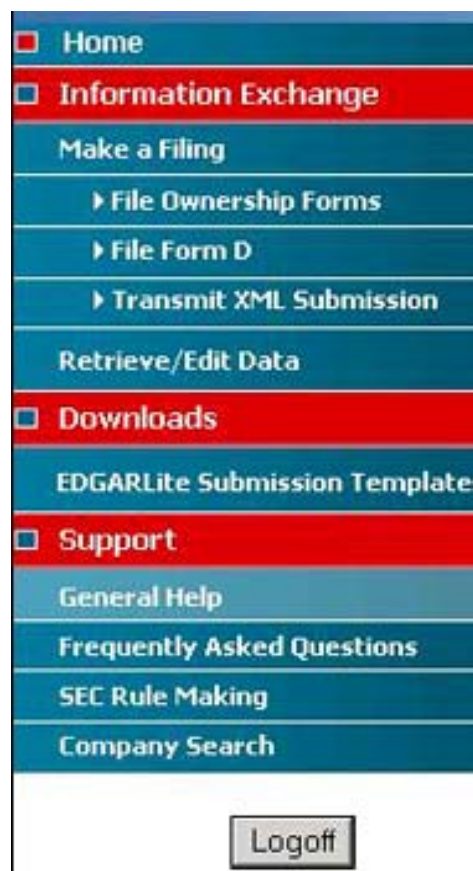 Home
Information Exchange
Make a Filing
File Ownership Forms
File Form D
Transmit XML Submission
Retrieve/Edit Data
Downloads
EDGARLite Submission Template
Support
General Help
Frequently Asked Questions
SEC Rule Making
Company Search
Logoff